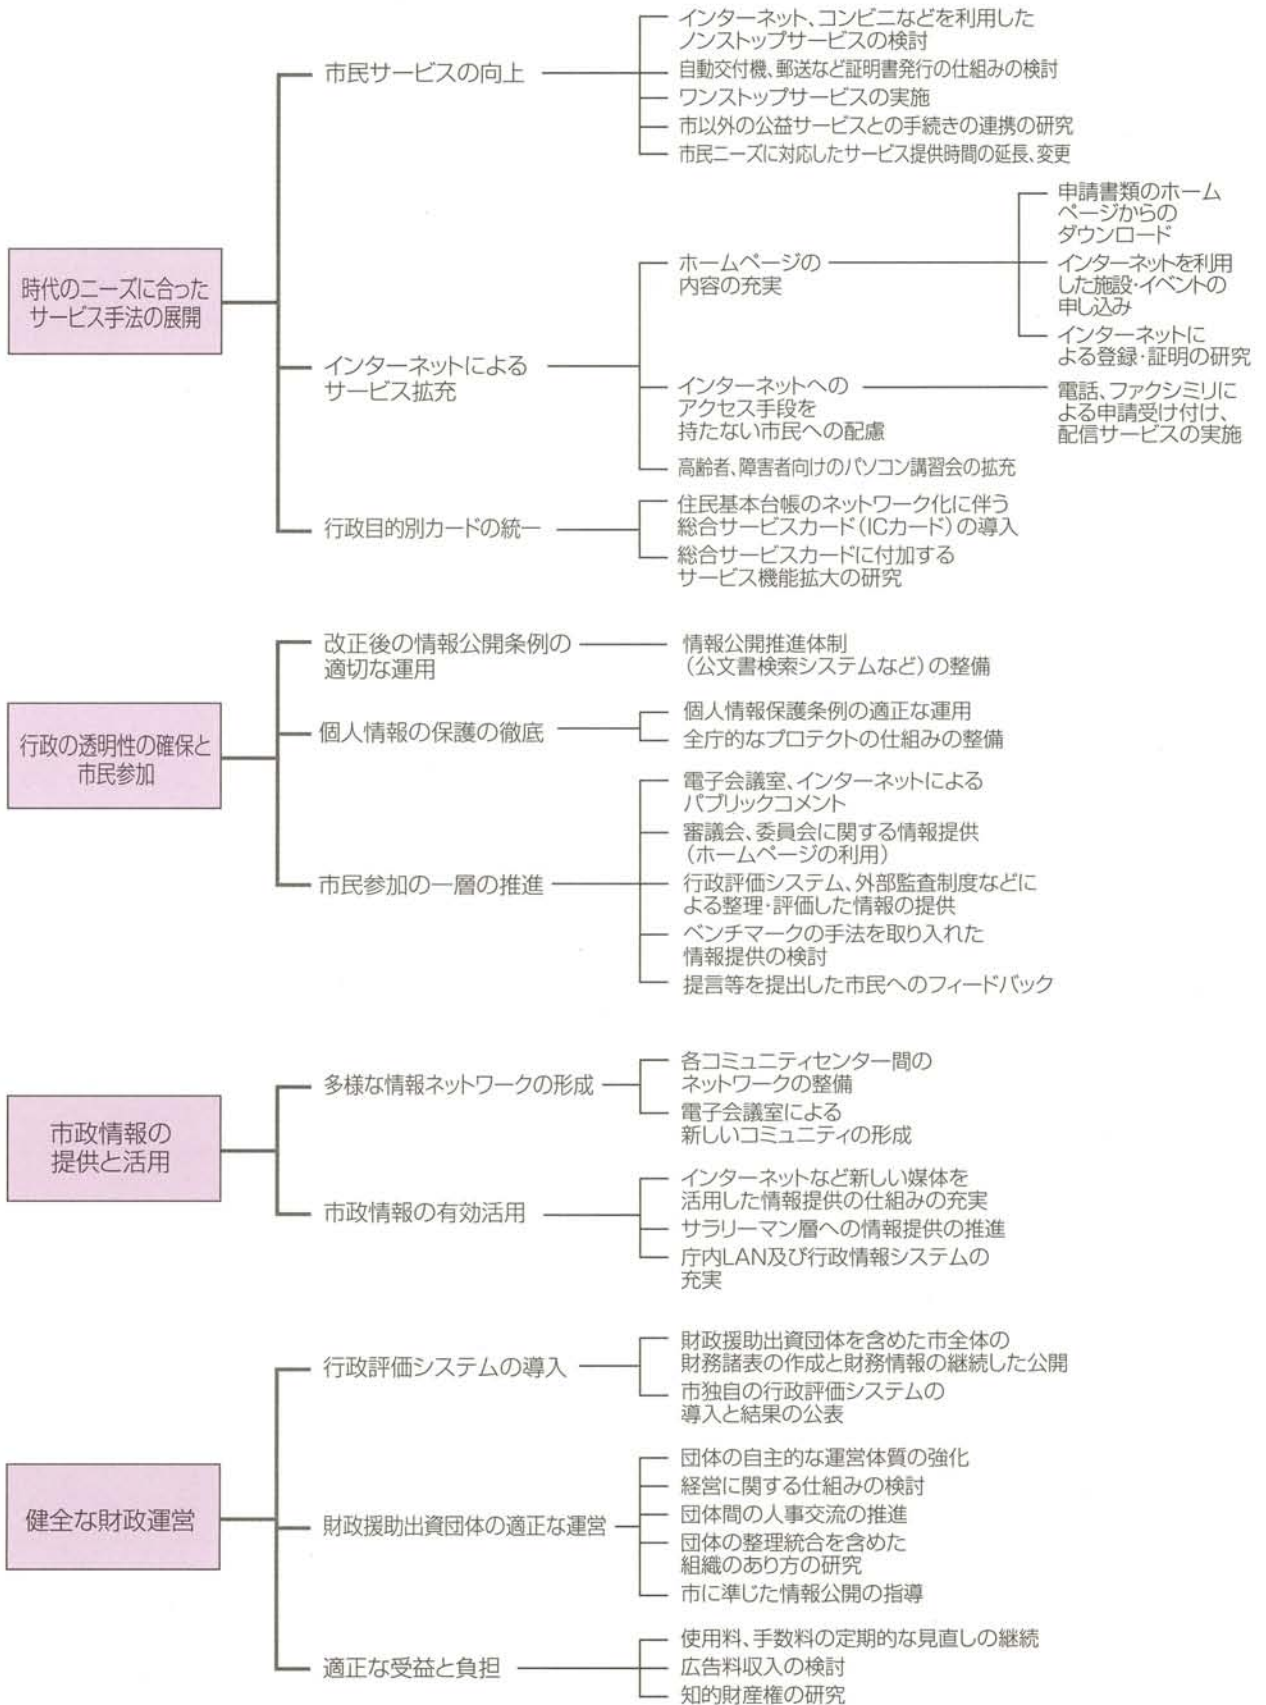 時代のニーズに合った
サービス手法の展開
市民サービスの向上
インターネット、コンビニなどを利用した
ノンストップサービスの検討
自動交付機、郵送など証明書発行の仕組みの検討
ワンストップサービスの実施
市以外の公益サービスとの手続きの連携の研究
市民ニーズに対応したサービス提供時間の延長、変更
インターネットによる
サービス拡充
ホームページの
内容の充実
申請書類のホーム
ページからの
ダウンロード
インターネットを利用
した施設・イベントの
申し込み
インターネットに
よる登録・証明の研究
インターネットへの
アクセス手段を
持たない市民への配慮
電話、ファクシミリに
よる申請受け付け、
配信サービスの実施
高齢者、障害者向けのパソコン講習会の拡充
行政目的別カードの統一
住民基本台帳のネットワーク化に伴う
総合サービスカード(ICカード)の導入
総合サービスカードに付加する
サービス機能拡大の研究
行政の透明性の確保と
市民参加
改正後の情報公開条例の
適切な運用
情報公開推進体制
(公文書検索システムなど)の整備
個人情報の保護の徹底
個人情報保護条例の適正な運用
全庁的なプロテクトの仕組みの整備
市民参加の一層の推進
電子会議室、インターネットによる
パブリックコメント
審議会、委員会に関する情報提供
(ホームページの利用)
行政評価システム、外部監査制度などに
よる整理・評価した情報の提供
ベンチマークの手法を取り入れた
情報提供の検討
提言等を提出した市民へのフィードバック
市政情報の
提供と活用
多様な情報ネットワークの形成
各コミュニティセンター間の
ネットワークの整備
電子会議室による
新しいコミュニティの形成
市政情報の有効活用
インターネットなど新しい媒体を
活用した情報提供の仕組みの充実
サラリーマン層への情報提供の推進
庁内LAN及び行政情報システムの
充実
健全な財政運営
行政評価システムの導入
財政援助出資団体を含めた市全体の
財務諸表の作成と財務情報の継続した公開
市独自の行政評価システムの
導入と結果の公表
財政援助出資団体の適正な運営
団体の自主的な運営体質の強化
経営に関する仕組みの検討
団体間の人事交流の推進
団体の整理統合を含めた
組織のあり方の研究
市に準じた情報公開の指導
適正な受益と負担
使用料、手数料の定期的な見直しの継続
広告料収入の検討
知的財産権の研究